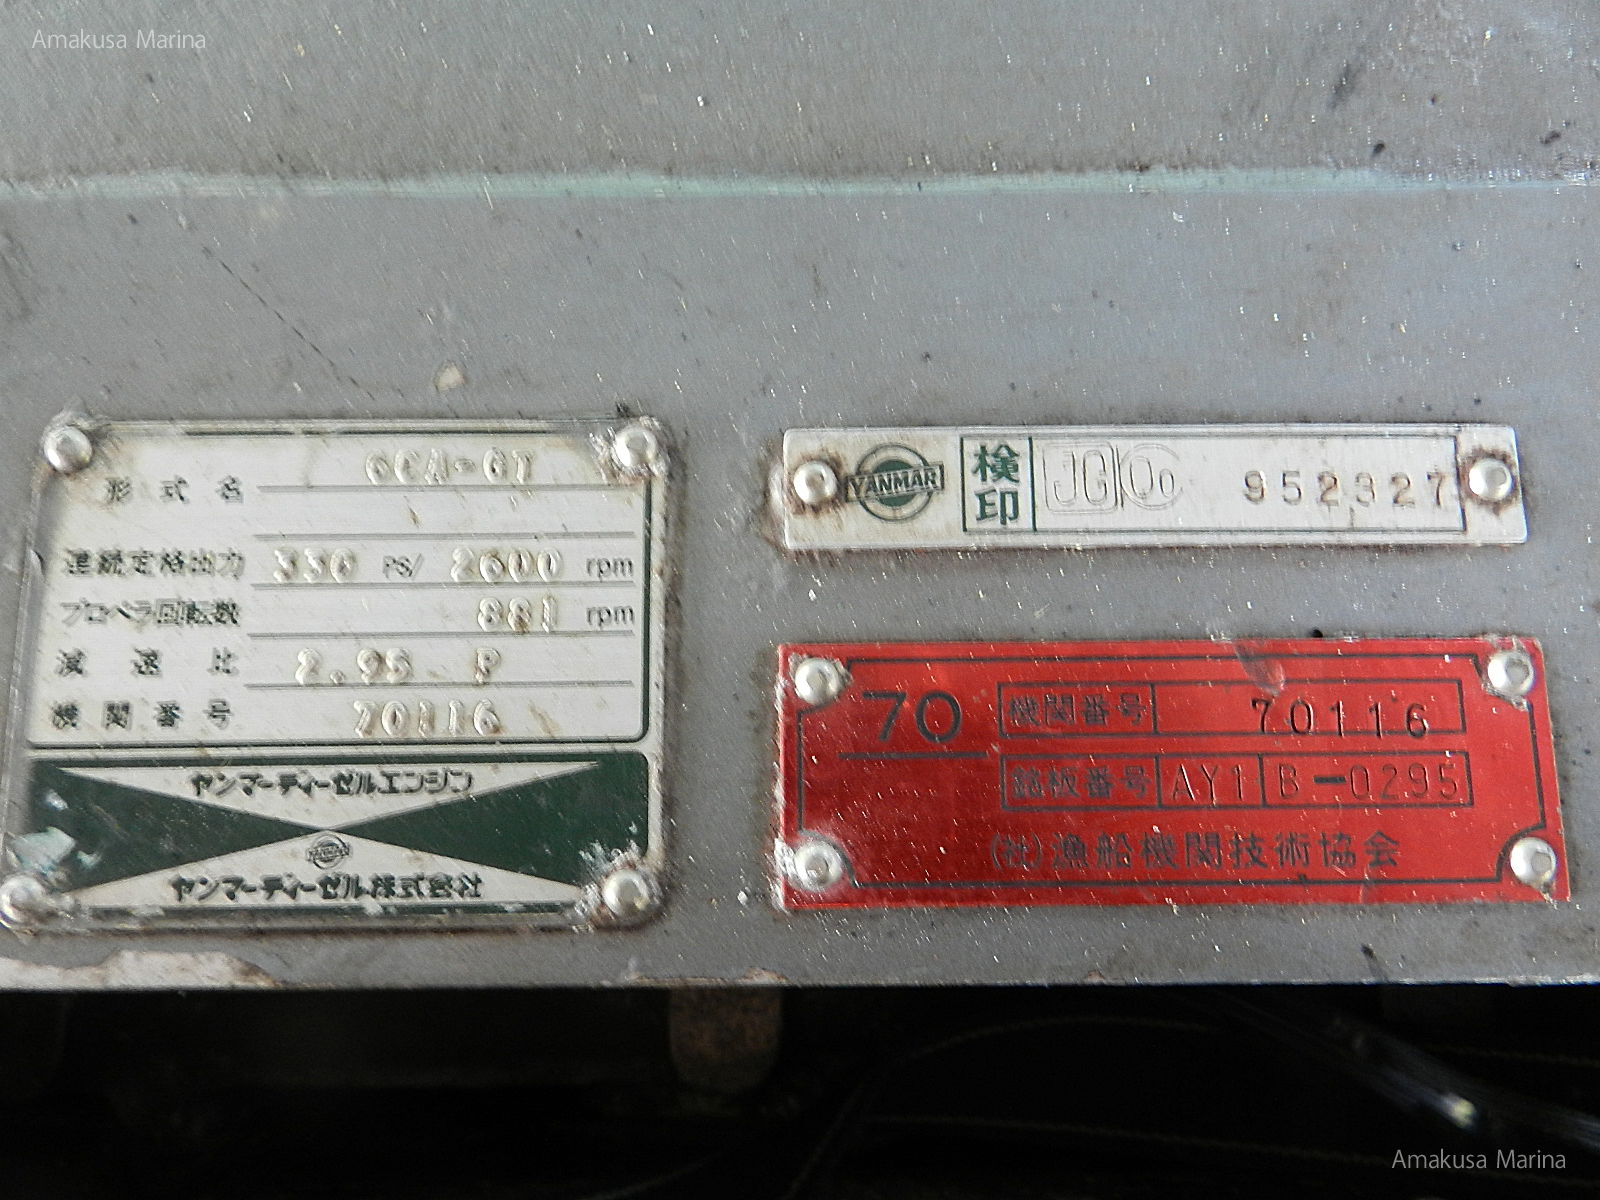 Amakusa Marina
形式名 6CA-GT
連続定格出力 330 PS/ 2600 rpm
プロペラ回転数 881 rpm
減速比 2.95 P
機関番号 70116
ヤンマーディーゼルエンジン
YANMAR
ヤンマーディーゼル株式会社
YANMAR 検印 JG 952327
70
機関番号 70116
銘板番号 AY1 B-0295
(社)漁船機関技術協会
Amakusa Marina